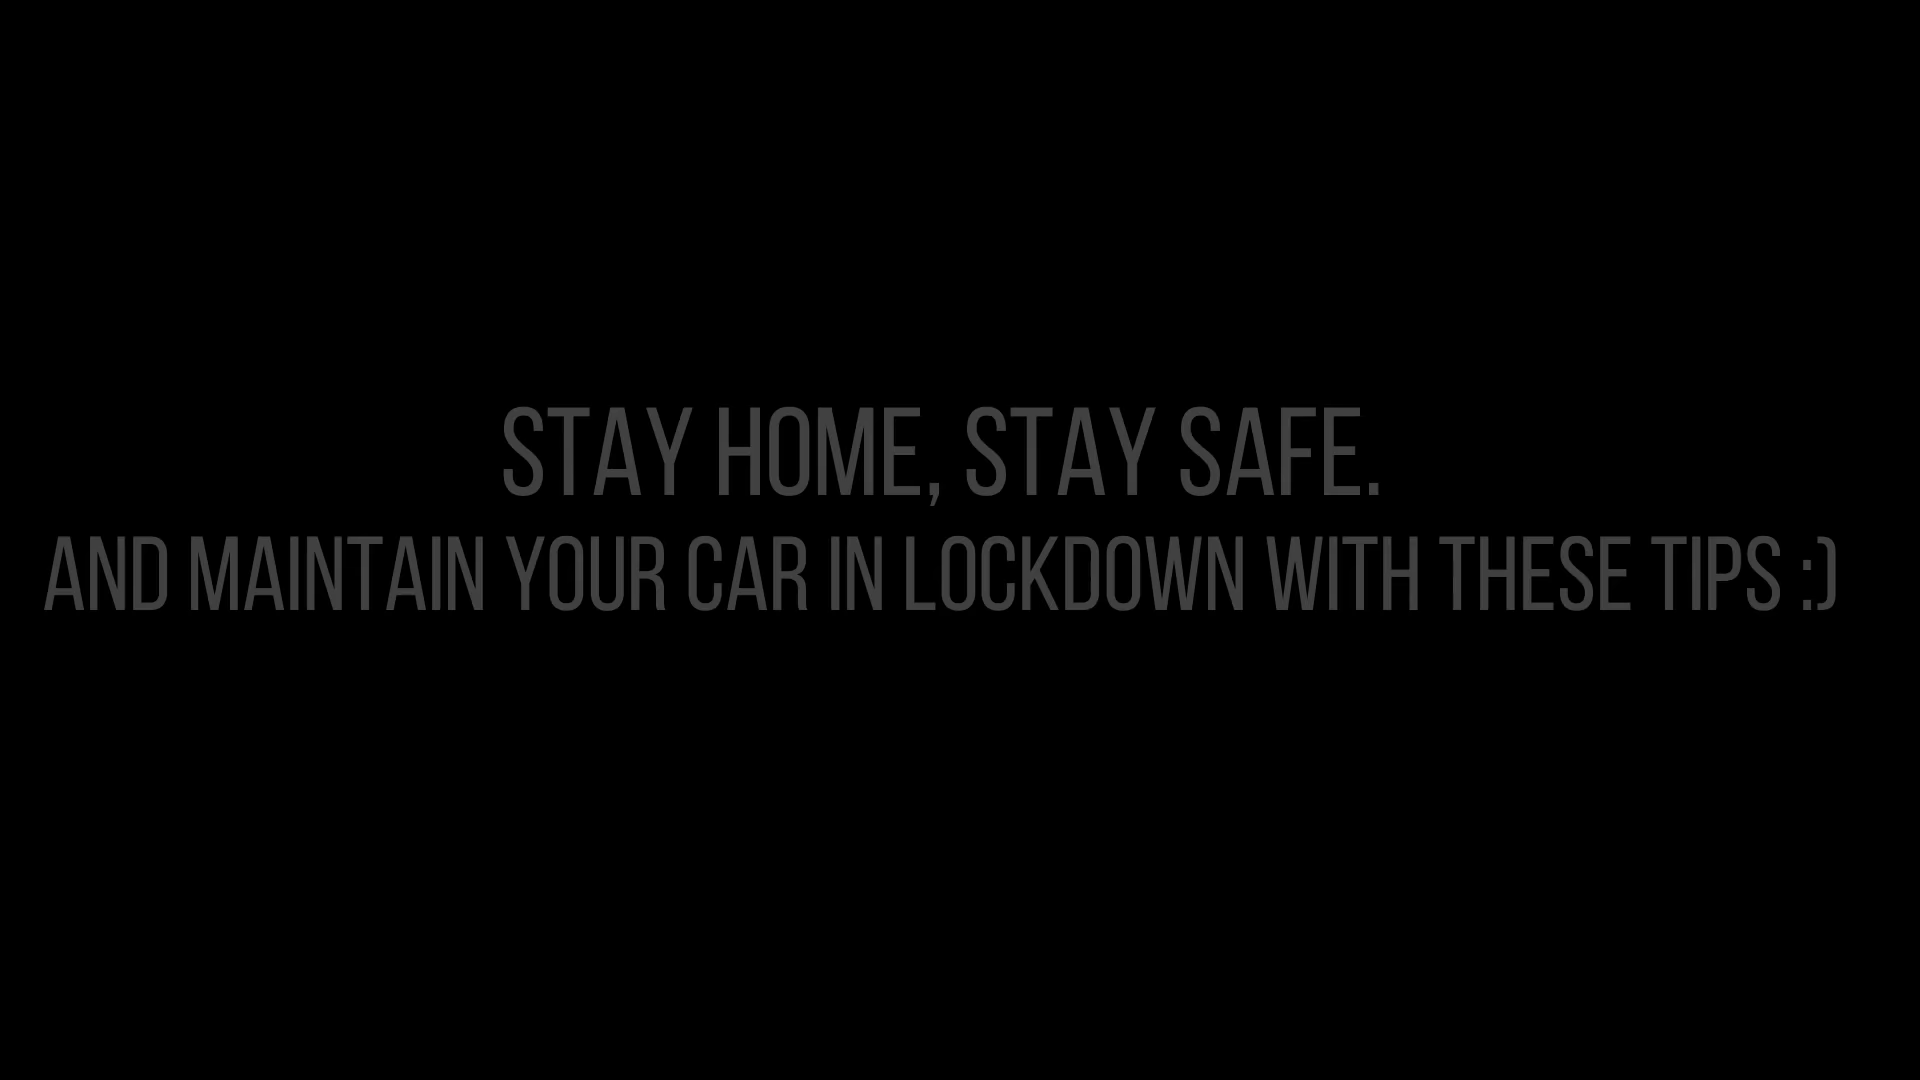 STAY HOME, STAY SAFE.
AND MAINTAIN YOUR CAR IN LOCKDOWN WITH THESE TIPS :)